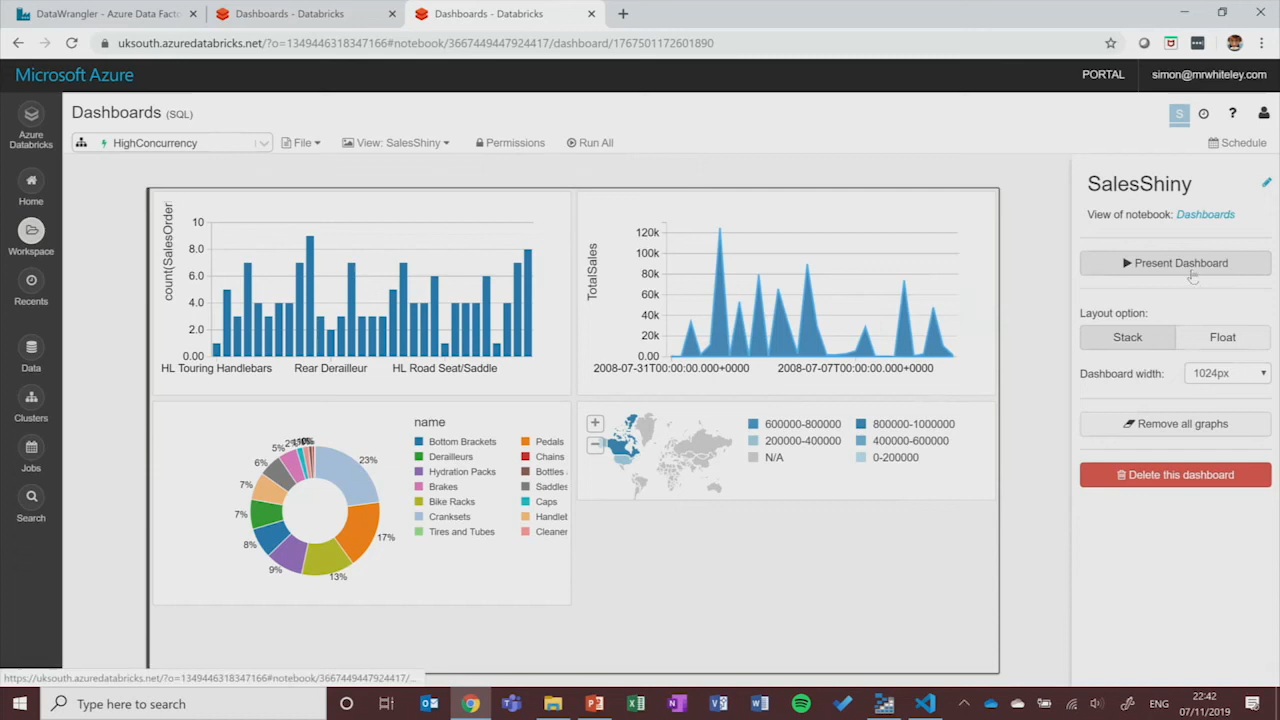 DataWrangler - Azure Data Facto
Dashboards - Databricks
Dashboards - Databricks
uksouth.azuredatabricks.net/?o=1349446318347166#notebook/3667449447924417/dashboard/1767501172601890
Microsoft Azure
PORTAL
simon@mrwhiteley.com
Azure Databricks
Home
Workspace
Recents
Data
Clusters
Jobs
Search
Dashboards (SQL)
S
?
HighConcurrency
File
View: SalesShiny
Permissions
Run All
Schedule
count(SalesOrder
10
8.0
6.0
4.0
2.0
0.00
HL Touring Handlebars
Rear Derailleur
HL Road Seat/Saddle
TotalSales
120k
100k
80k
60k
40k
20k
0.00
2008-07-31T00:00:00.000+0000
2008-07-07T00:00:00.000+0000
23%
17%
13%
9%
8%
7%
7%
6%
5%
name
Bottom Brackets
Derailleurs
Hydration Packs
Brakes
Bike Racks
Cranksets
Tires and Tubes
Pedals
Chains
Bottles
Saddles
Caps
Handleb
Cleaner
+
−
600000-800000
800000-1000000
200000-400000
400000-600000
N/A
0-200000
SalesShiny
View of notebook: Dashboards
Present Dashboard
Layout option:
Stack
Float
Dashboard width:
1024px
Remove all graphs
Delete this dashboard
https://uksouth.azuredatabricks.net/?o=1349446318347166#notebook/3667449447924417/...
Type here to search
ENG
22:42
07/11/2019